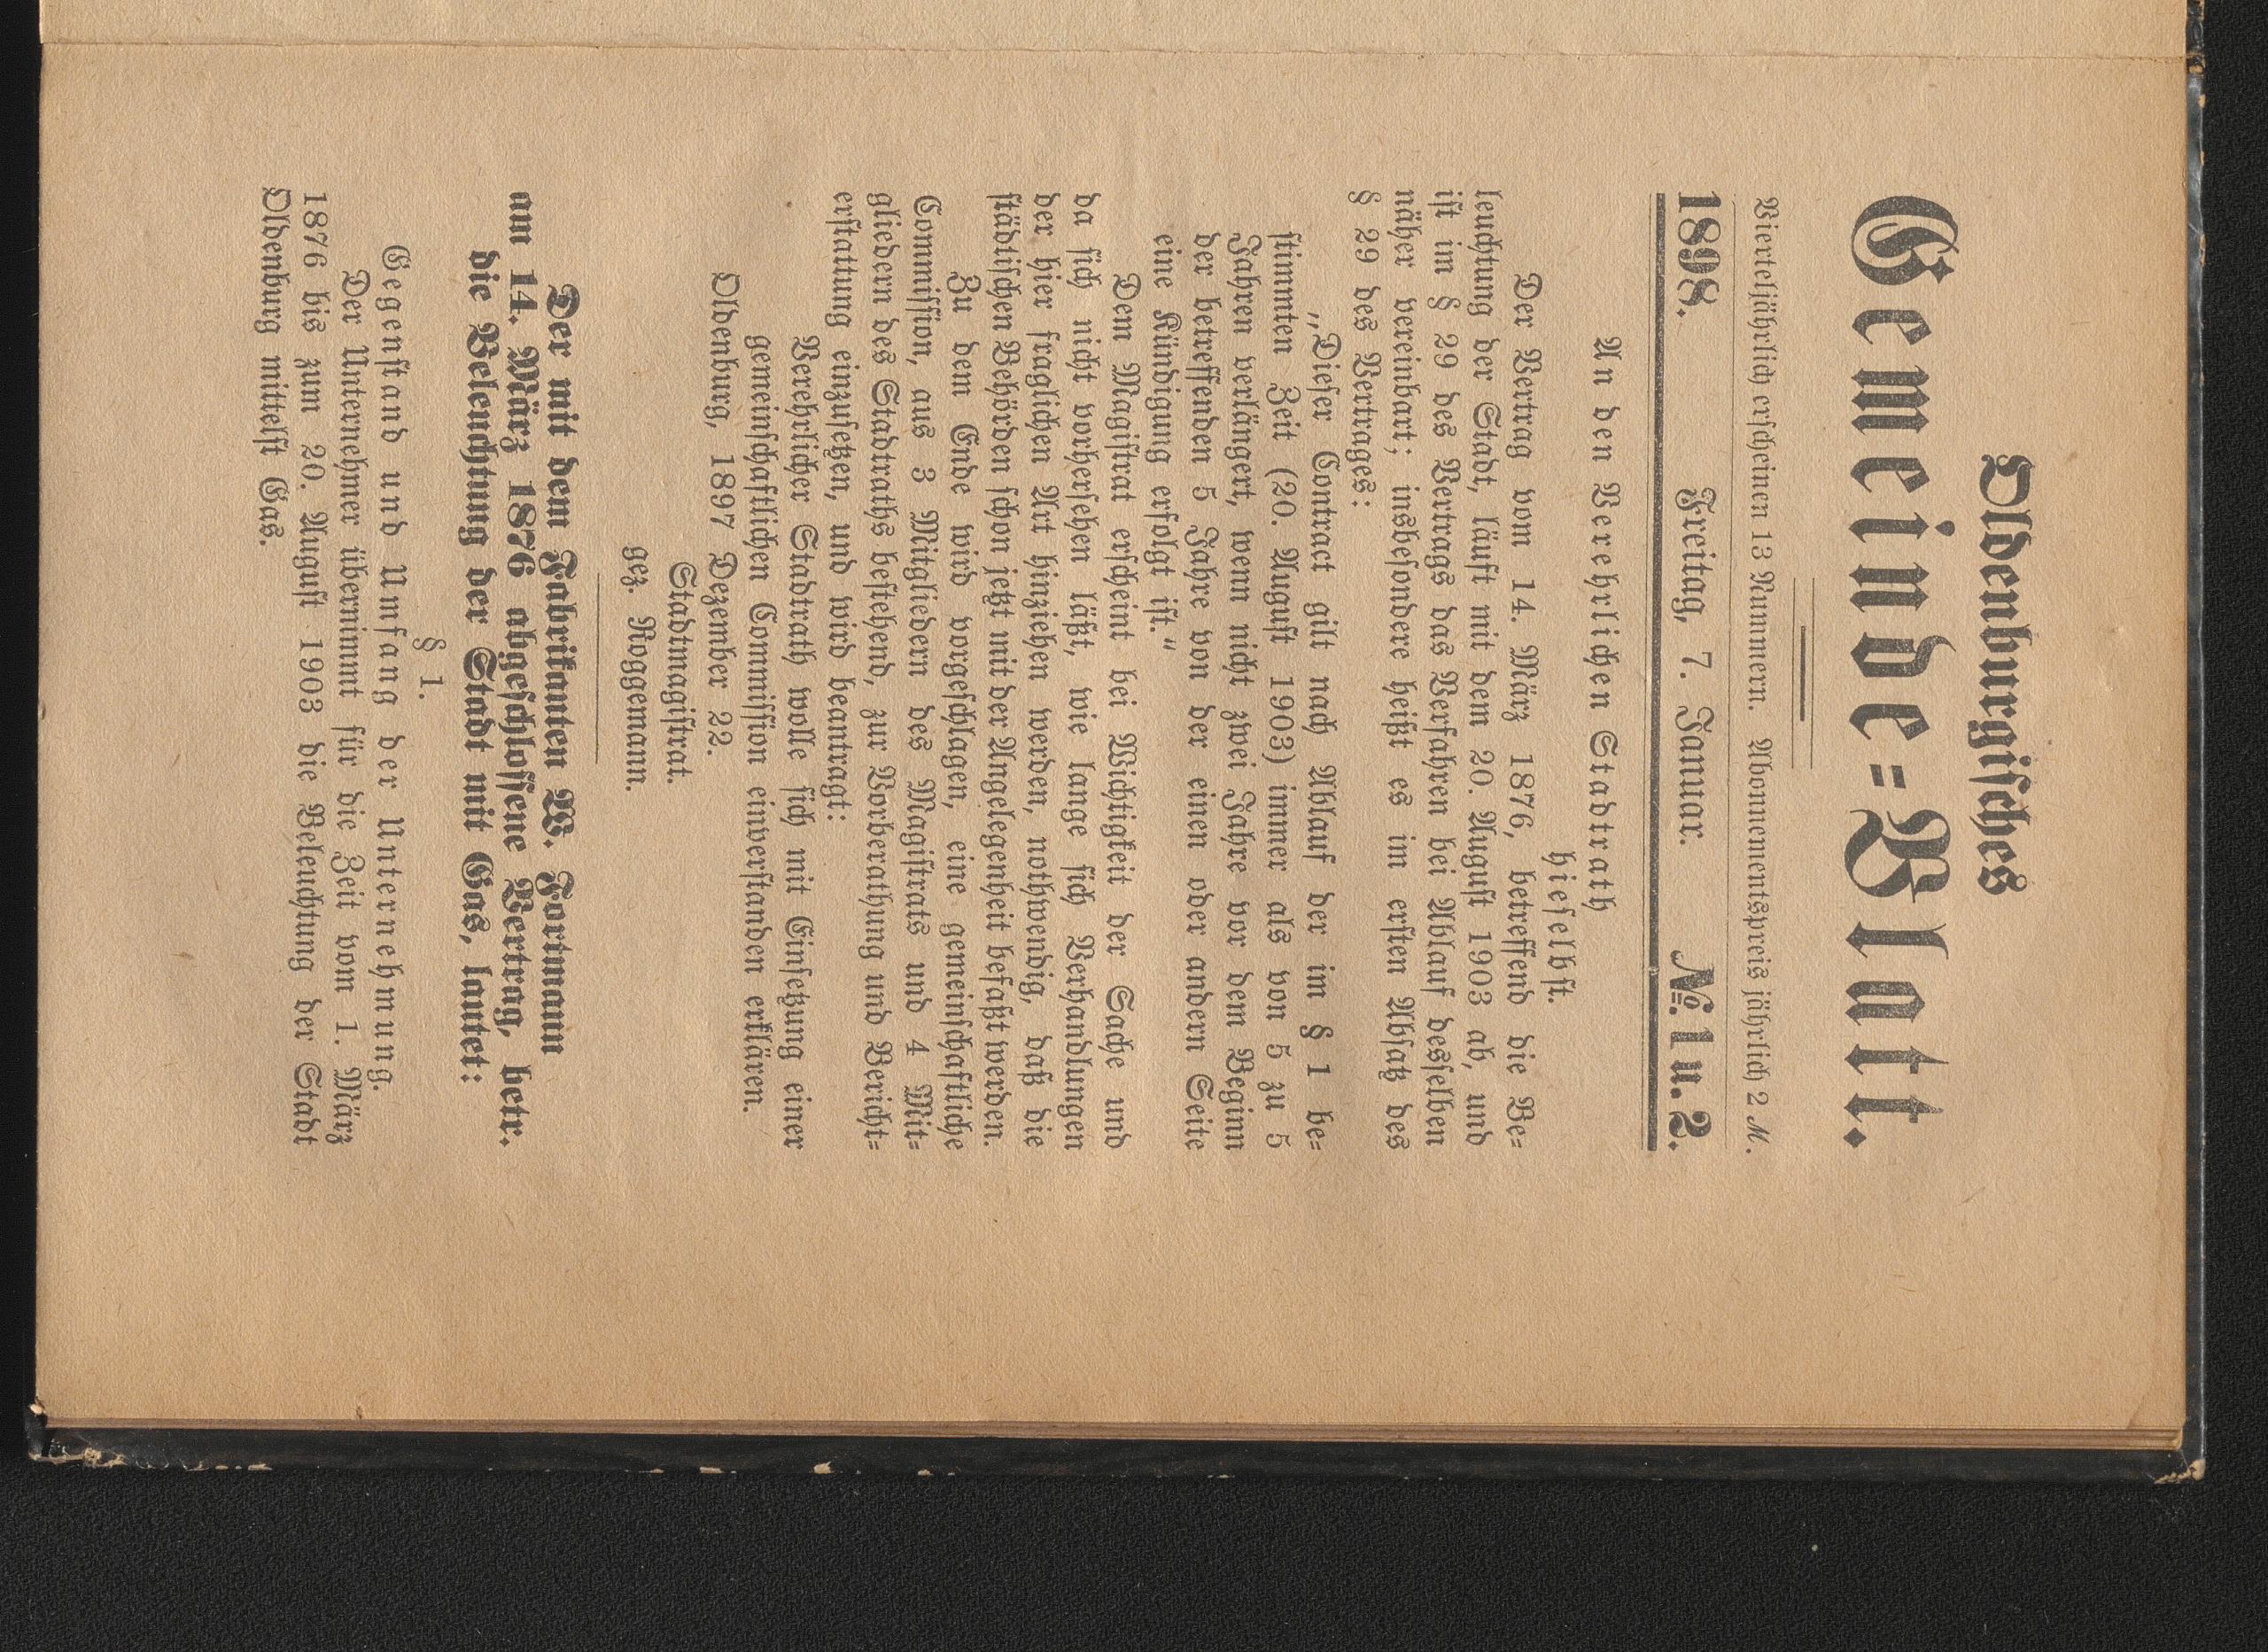 Oldenburgisches
Gemeinde=Blatt.
Vierteljährlich erscheinen 13 Nummern. Abonnementspreis jährlich 2 M.
1898. Freitag, 7. Januar. №. 1 u. 2.
An den Verehrlichen Stadtrath
hieselbst.
Der Vertrag vom 14. März 1876, betreffend die Be=
leuchtung der Stadt, läuft mit dem 20. August 1903 ab, und
ist im § 29 des Vertrags das Verfahren bei Ablauf desselben
näher vereinbart; insbesondere heißt es im ersten Absatz des
§ 29 des Vertrages:
„Dieser Contract gilt nach Ablauf der im § 1 be=
stimmten Zeit (20. August 1903) immer als von 5 zu 5
Jahren verlängert, wenn nicht zwei Jahre vor dem Beginn
der betreffenden 5 Jahre von der einen oder andern Seite
eine Kündigung erfolgt ist.“
Dem Magistrat erscheint bei Wichtigkeit der Sache und
da sich nicht vorhersehen läßt, wie lange sich Verhandlungen
der hier fraglichen Art hinziehen werden, nothwendig, daß die
städtischen Behörden schon jetzt mit der Angelegenheit befaßt werden.
Zu dem Ende wird vorgeschlagen, eine gemeinschaftliche
Commission, aus 3 Mitgliedern des Magistrats und 4 Mit=
gliedern des Stadtraths bestehend, zur Vorberathung und Bericht=
erstattung einzusetzen, und wird beantragt:
Verehrlicher Stadtrath wolle sich mit Einsetzung einer
gemeinschaftlichen Commission einverstanden erklären.
Oldenburg, 1897 Dezember 22.
Stadtmagistrat.
gez. Roggemann.
Der mit dem Fabrikanten W. Fortmann
am 14. März 1876 abgeschlossene Vertrag, betr.
die Beleuchtung der Stadt mit Gas, lautet:
§ 1.
Gegenstand und Umfang der Unternehmung.
Der Unternehmer übernimmt für die Zeit vom 1. März
1876 bis zum 20. August 1903 die Beleuchtung der Stadt
Oldenburg mittelst Gas.